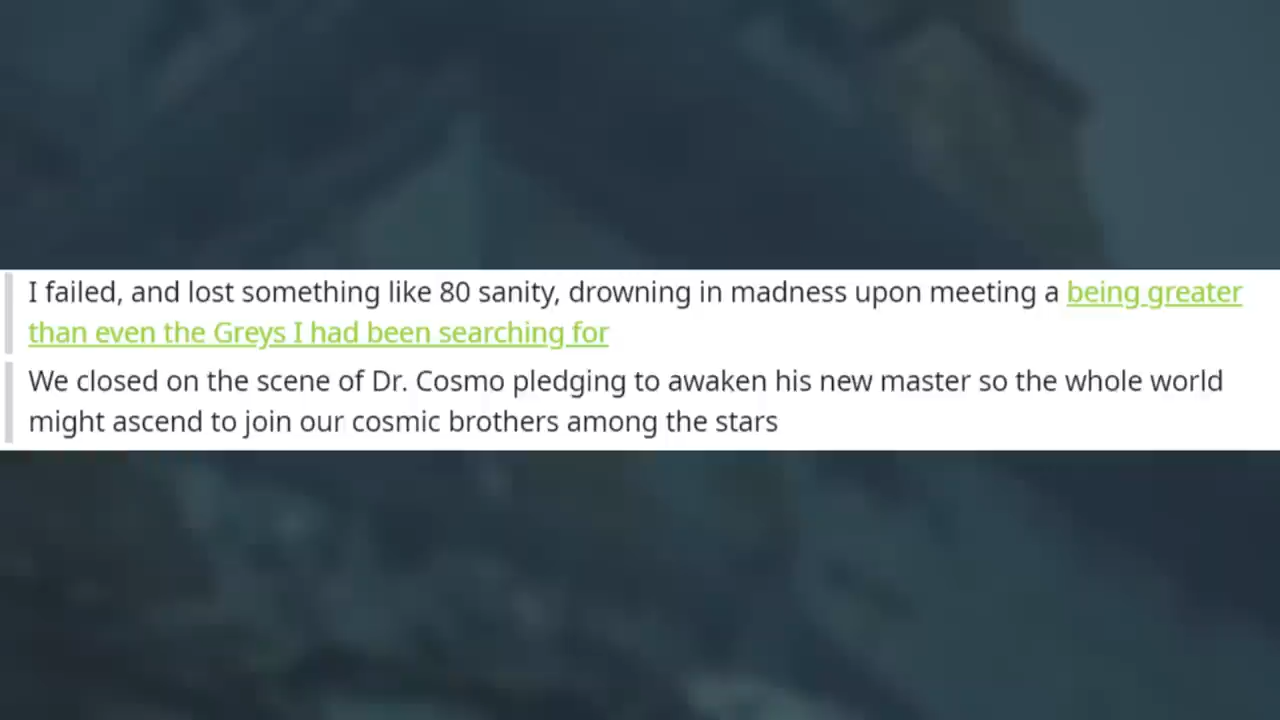 I failed, and lost something like 80 sanity, drowning in madness upon meeting a being greater
than even the Greys I had been searching for
We closed on the scene of Dr. Cosmo pledging to awaken his new master so the whole world
might ascend to join our cosmic brothers among the stars